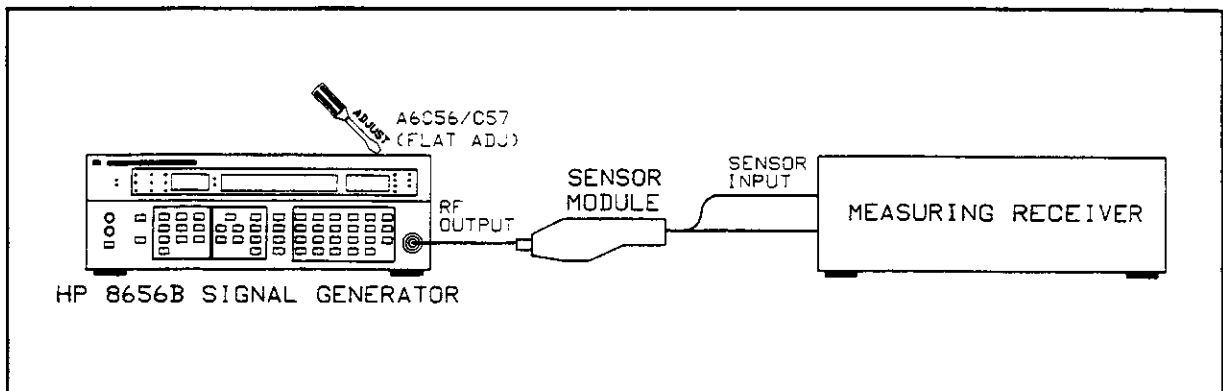 ADJUST
A6C56/C57
(FLAT ADJ)
RF
OUTPUT
SENSOR
MODULE
SENSOR
INPUT
MEASURING RECEIVER
HP 8656B SIGNAL GENERATOR